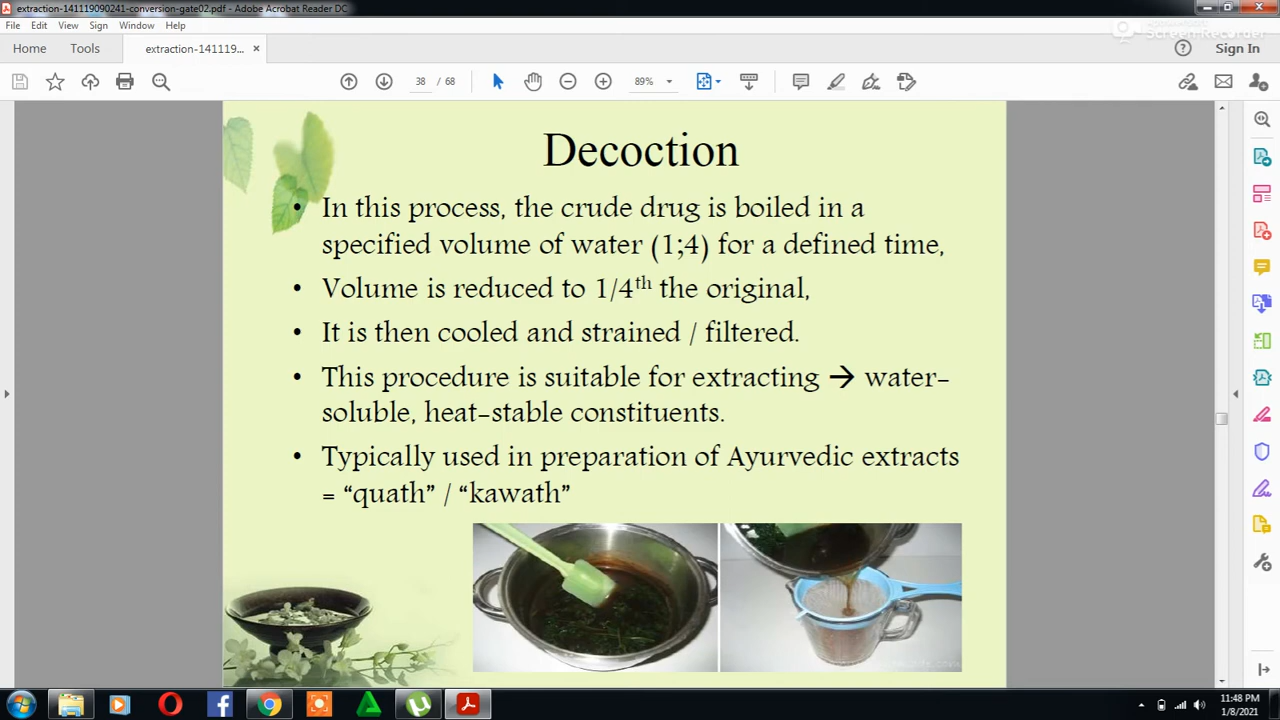 extraction-141119090241-conversion-gate02.pdf - Adobe Acrobat Reader DC
File Edit View Sign Window Help
Home Tools extraction-141119... ×
Sign In
38 / 68 89%
Screen Recorder
Decoction
• In this process, the crude drug is boiled in a
specified volume of water (1;4) for a defined time,
• Volume is reduced to 1/4th the original,
• It is then cooled and strained / filtered.
• This procedure is suitable for extracting → water-
soluble, heat-stable constituents.
• Typically used in preparation of Ayurvedic extracts
= “quath” / “kawath”
11:48 PM
1/8/2021